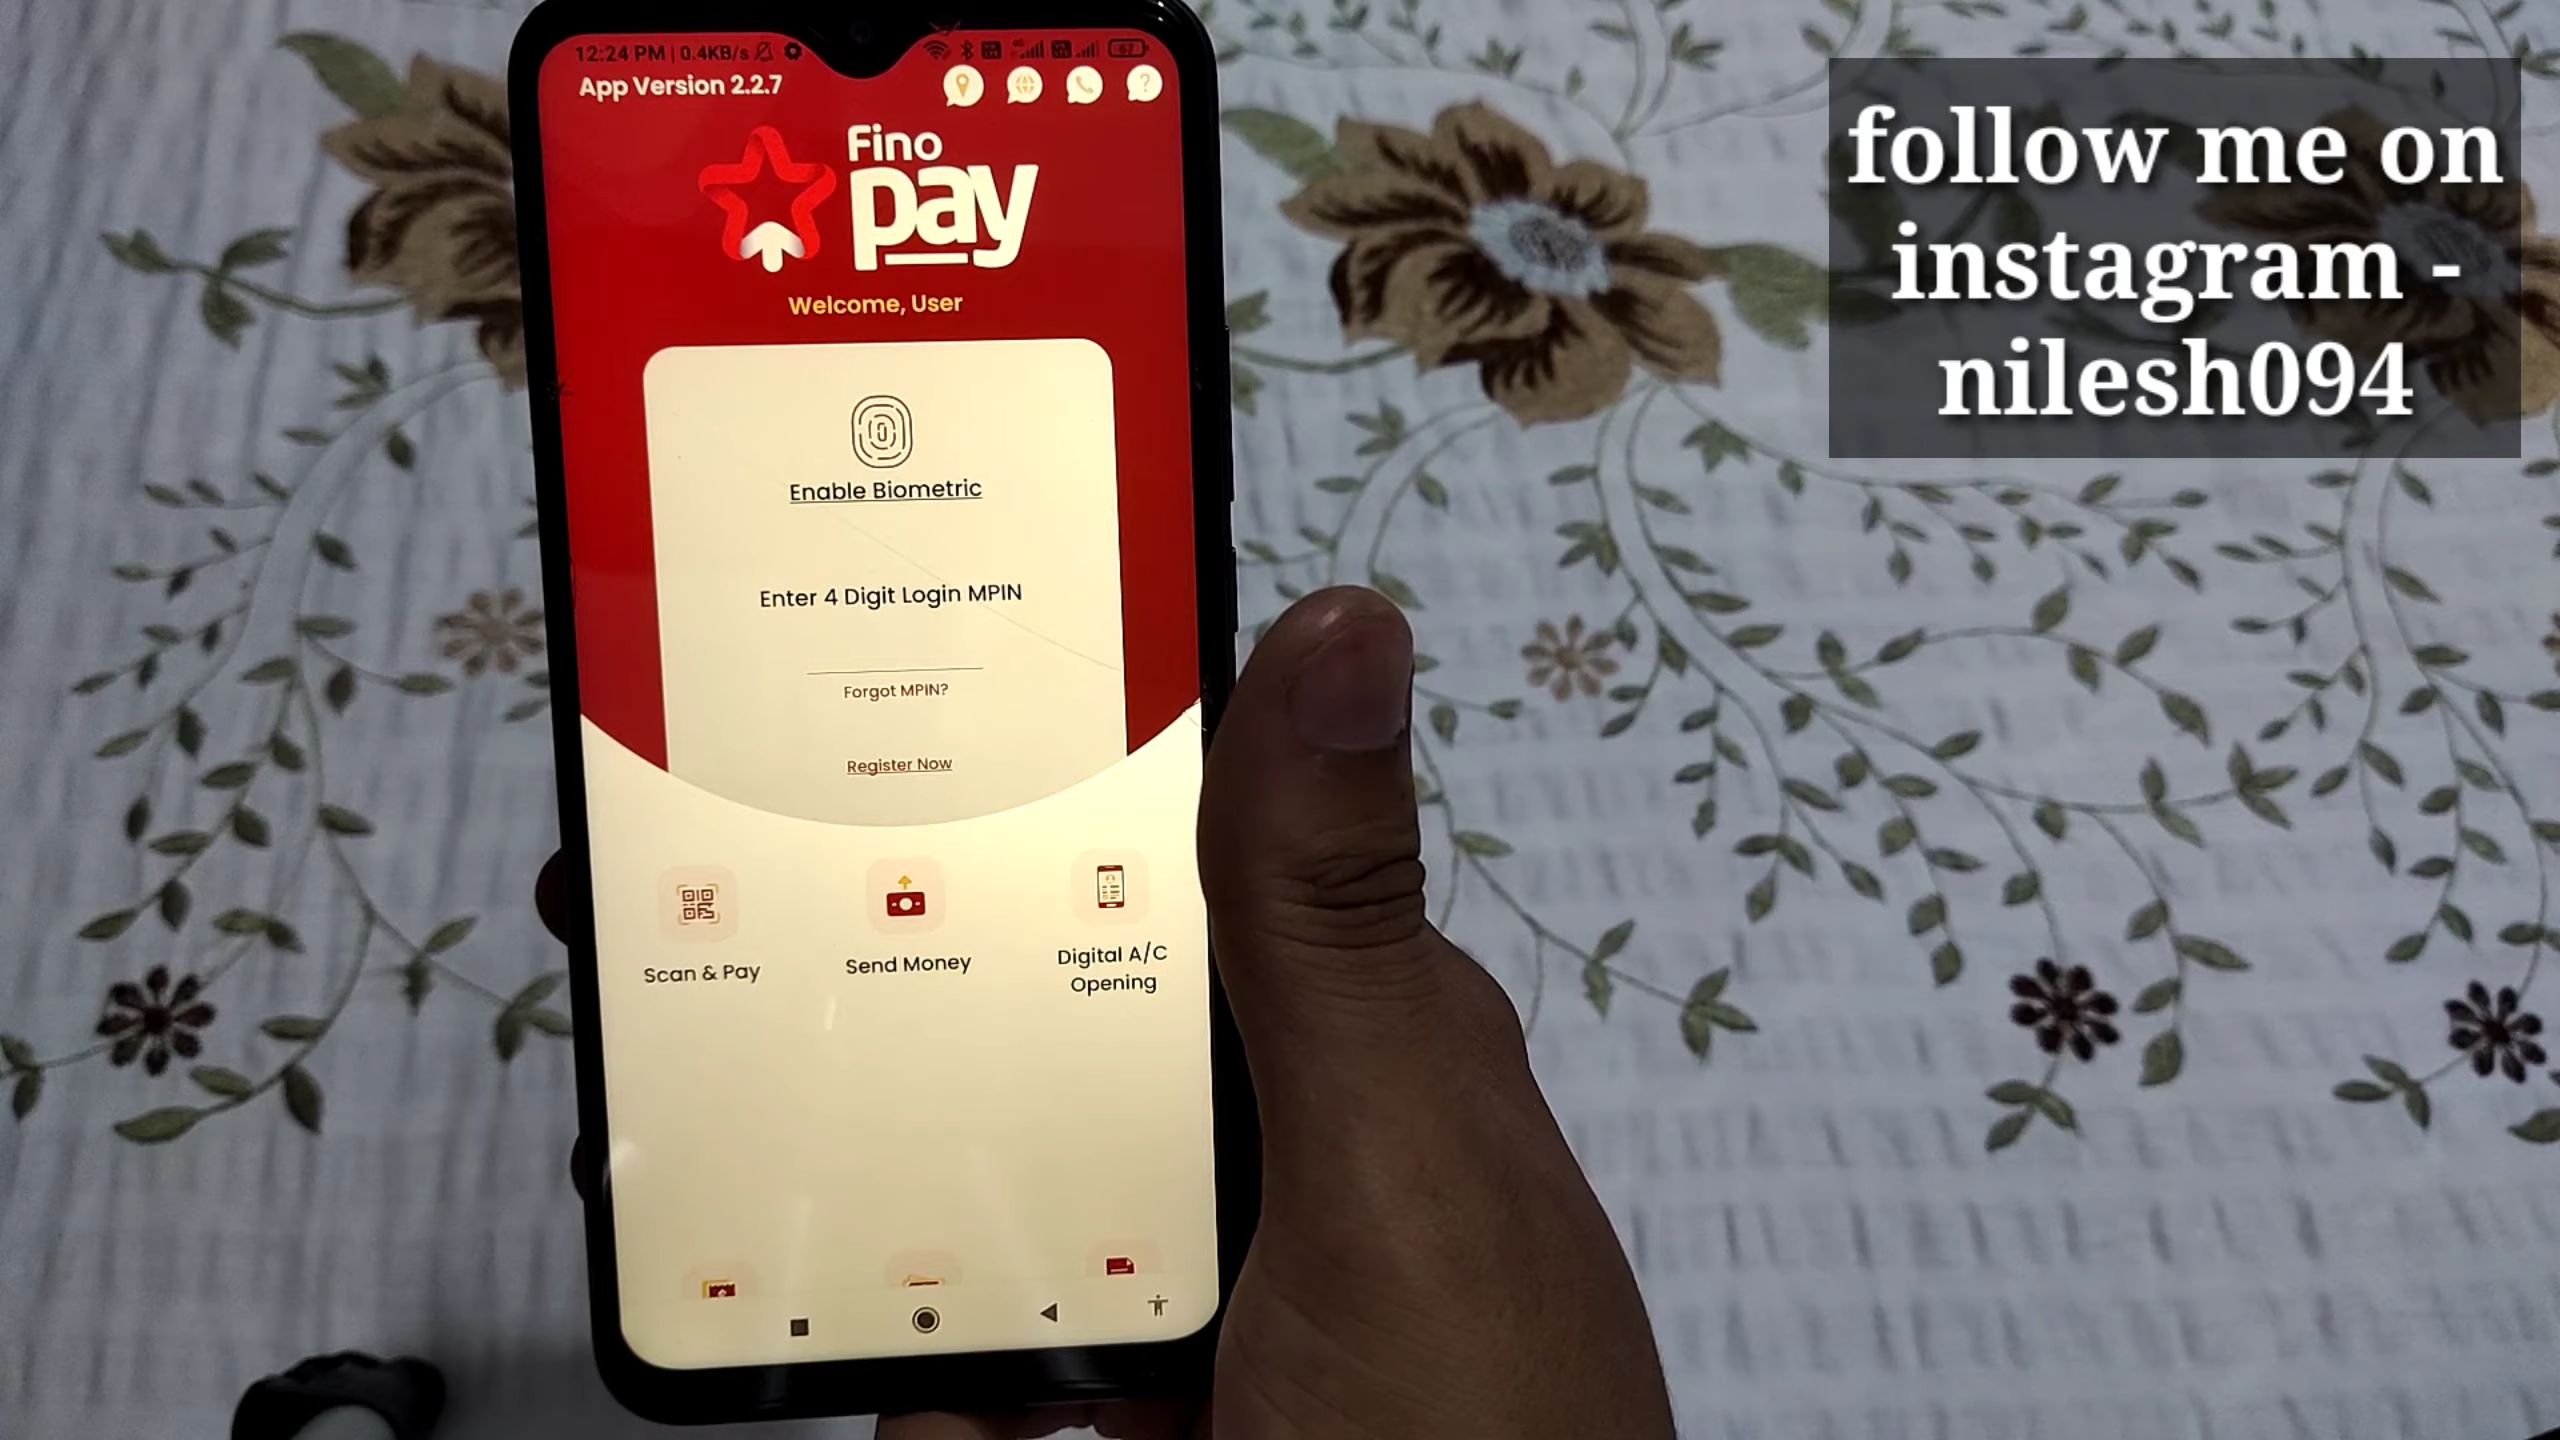 12:24 PM | 0.4KB/s
67
App Version 2.2.7
Fino
pay
Welcome, User
Enable Biometric
Enter 4 Digit Login MPIN
Forgot MPIN?
Register Now
Scan & Pay
Send Money
Digital A/C
Opening
follow me on
instagram -
nilesh094